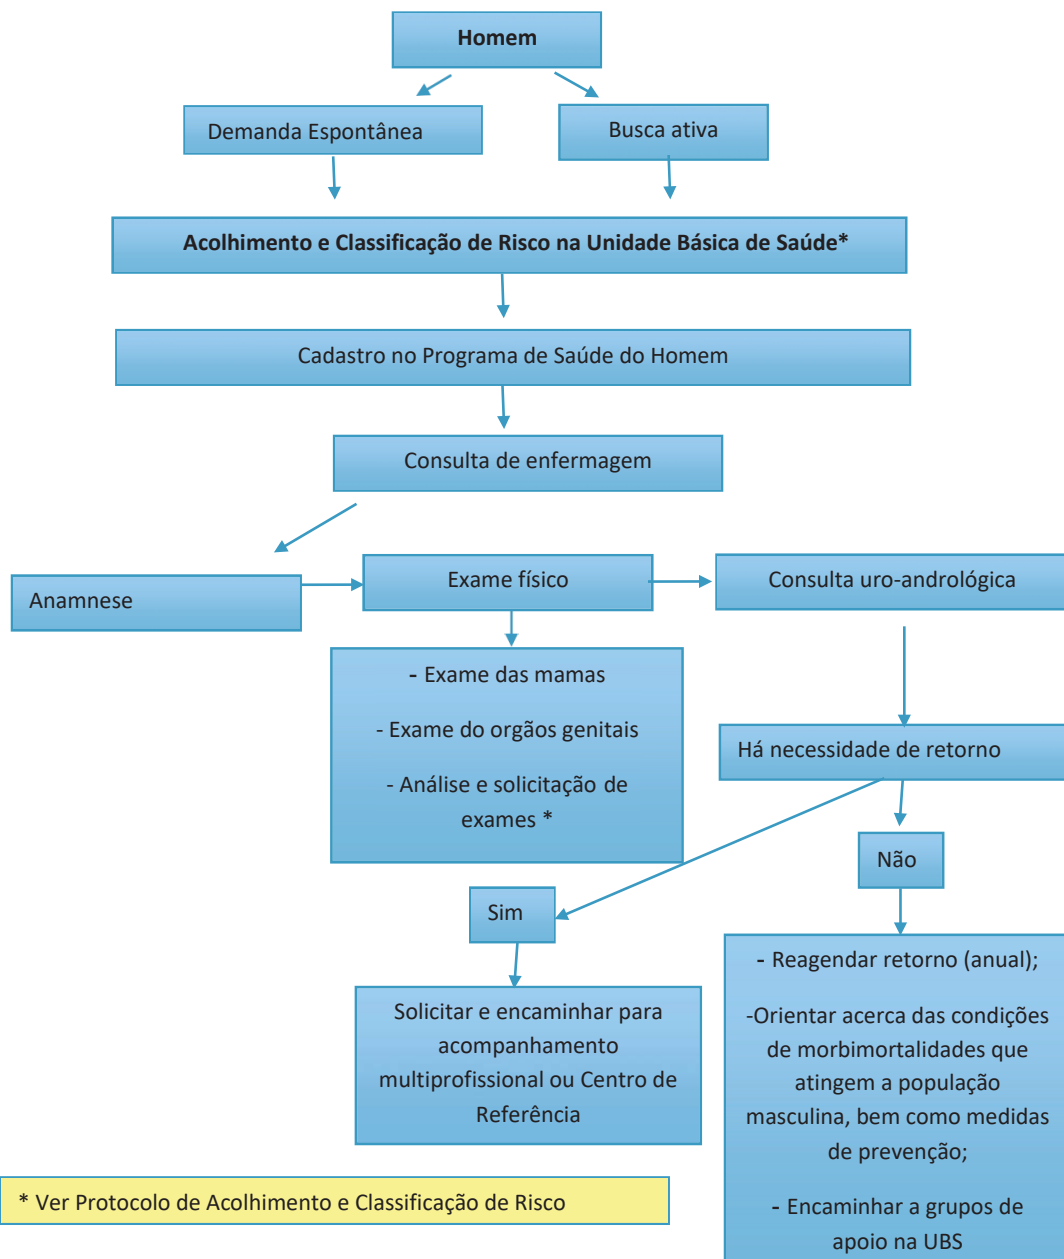 Homem
Demanda Espontânea
Busca ativa
Acolhimento e Classificação de Risco na Unidade Básica de Saúde*
Cadastro no Programa de Saúde do Homem
Consulta de enfermagem
Anamnese
Exame físico
Consulta uro-andrológica
- Exame das mamas
- Exame do orgãos genitais
- Análise e solicitação de
exames *
Há necessidade de retorno
Não
Sim
Solicitar e encaminhar para
acompanhamento
multiprofissional ou Centro de
Referência
- Reagendar retorno (anual);
-Orientar acerca das condições
de morbimortalidades que
atingem a população
masculina, bem como medidas
de prevenção;
- Encaminhar a grupos de
apoio na UBS
* Ver Protocolo de Acolhimento e Classificação de Risco